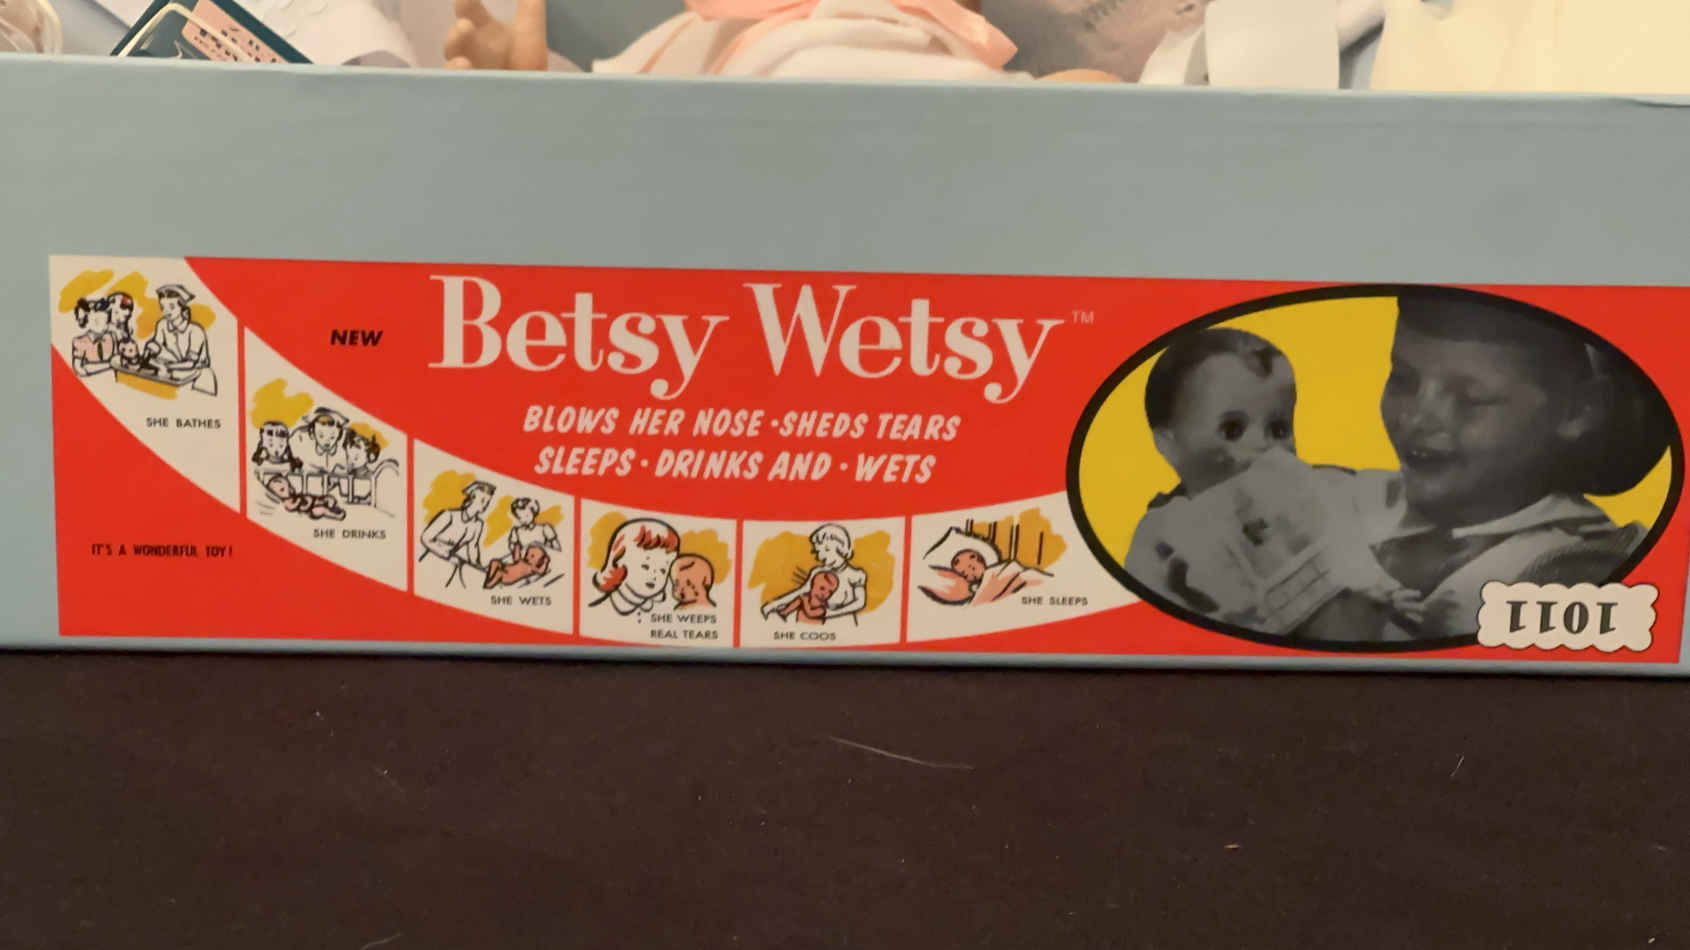 NEW
Betsy Wetsy™
BLOWS HER NOSE · SHEDS TEARS
SLEEPS · DRINKS AND · WETS
SHE BATHES
SHE DRINKS
SHE WETS
SHE WEEPS
REAL TEARS
SHE COOS
SHE SLEEPS
IT'S A WONDERFUL TOY!
1011